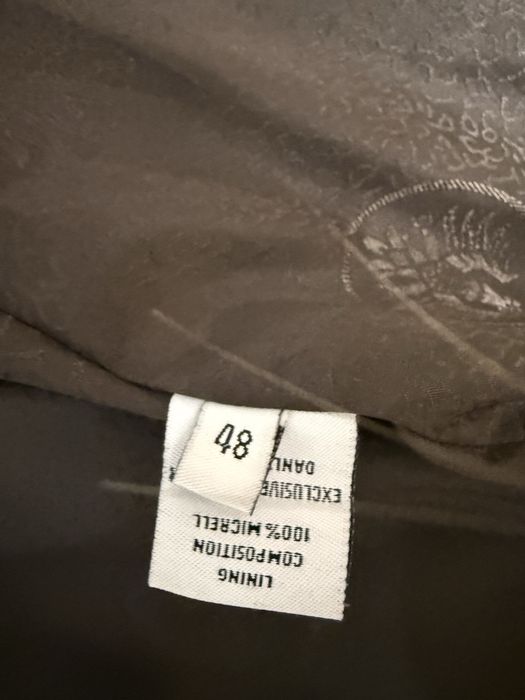 LINING
COMPOSITION
100% MICRELL
EXCLUSIVE
48